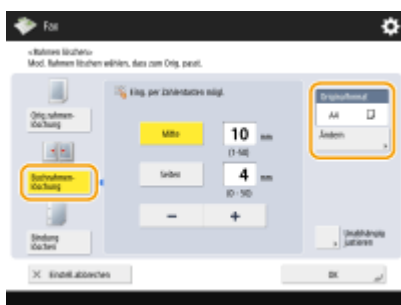 Fax
<Rahmen löschen>
Mod. Rahmen löschen wählen, dass zum Orig. passt.
Orig.rahmen-
löschung
Buchrahmen-
löschung
Bindung
löschen
Eing. per Zahlentasten mögl.
Mitte
10 mm
(1-50)
Seiten
4 mm
(0 - 50)
−
+
Originalformat
A4
Ändern
Unabhängig
justieren
× Einstell. abbrechen
OK